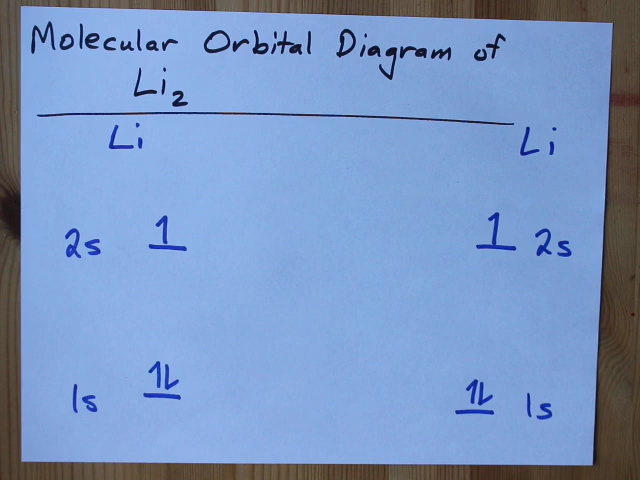 Molecular Orbital Diagram of
Li₂
Li Li
2s 1 1 2s
1s 1L 1L 1s